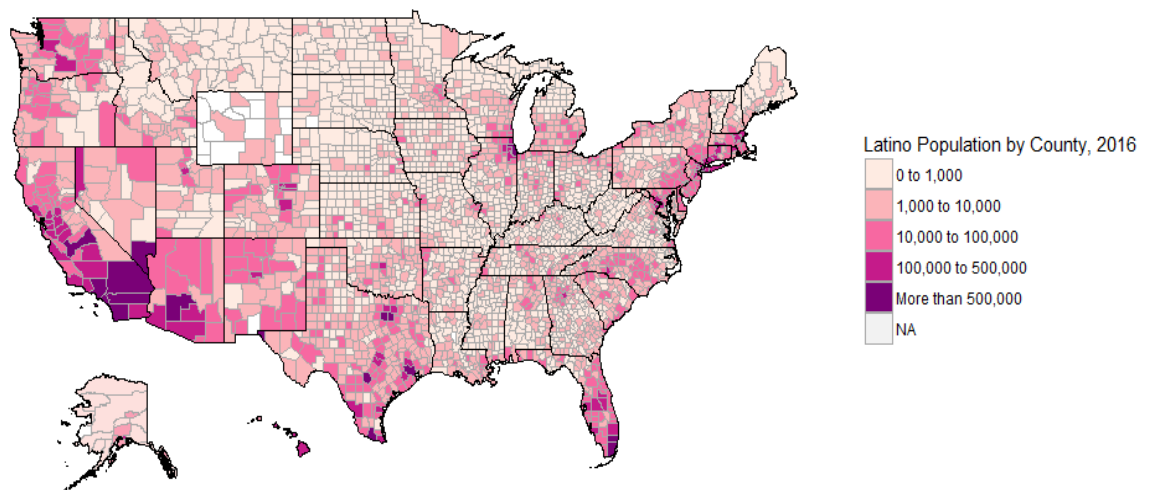 Latino Population by County, 2016
0 to 1,000
1,000 to 10,000
10,000 to 100,000
100,000 to 500,000
More than 500,000
NA